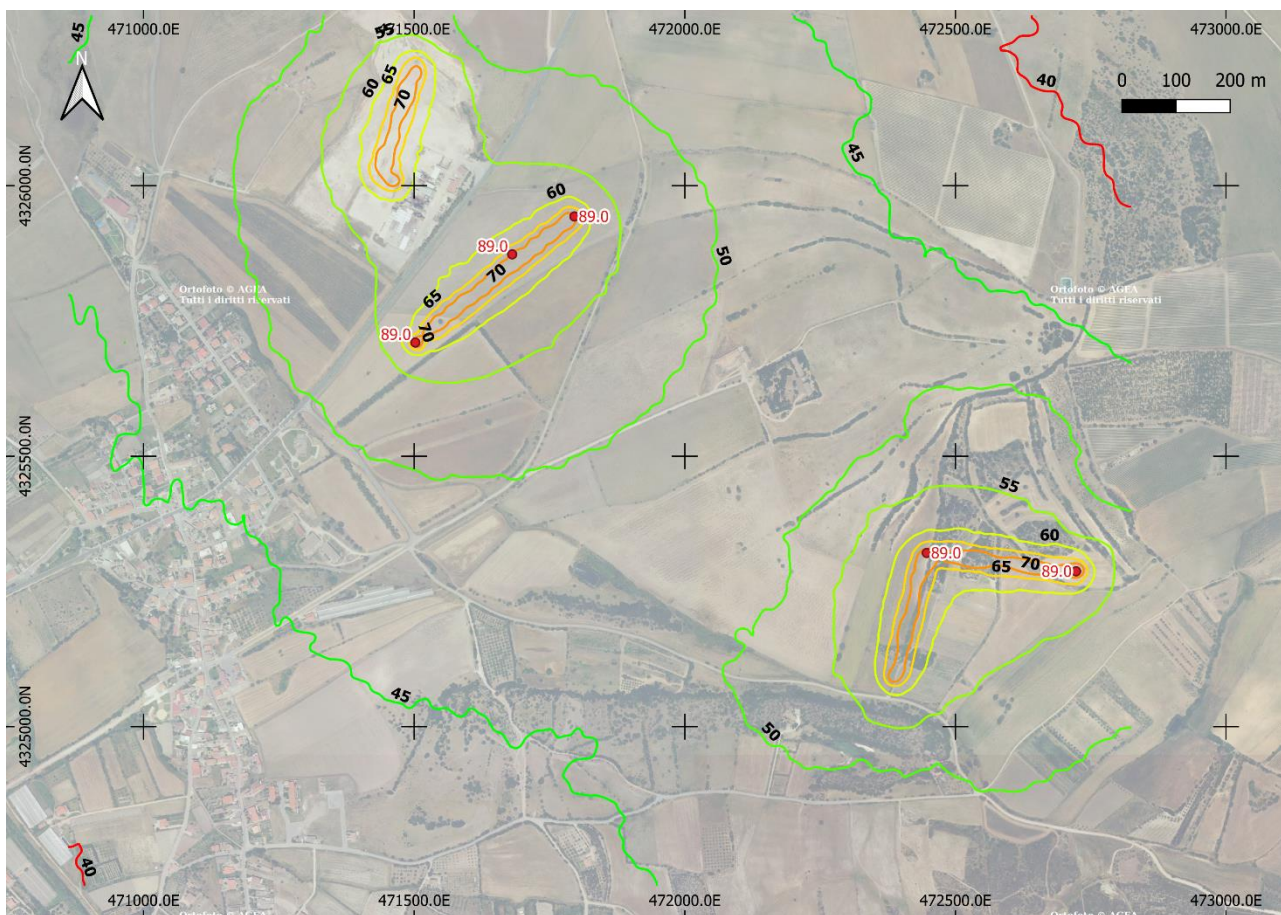 45
471000.0E
55
471500.0E
472000.0E
472500.0E
473000.0E
N
65
60
70
40
0 100 200 m
45
4326000.0N
60
89.0
89.0
50
70
65
Ortofoto © AGEA
Tutti i diritti riservati
Ortofoto © AGEA
Tutti i diritti riservati
89.0
70
4325500.0N
55
60
89.0
70
65
89.0
45
4325000.0N
50
40
471000.0E
471500.0E
472000.0E
472500.0E
473000.0E